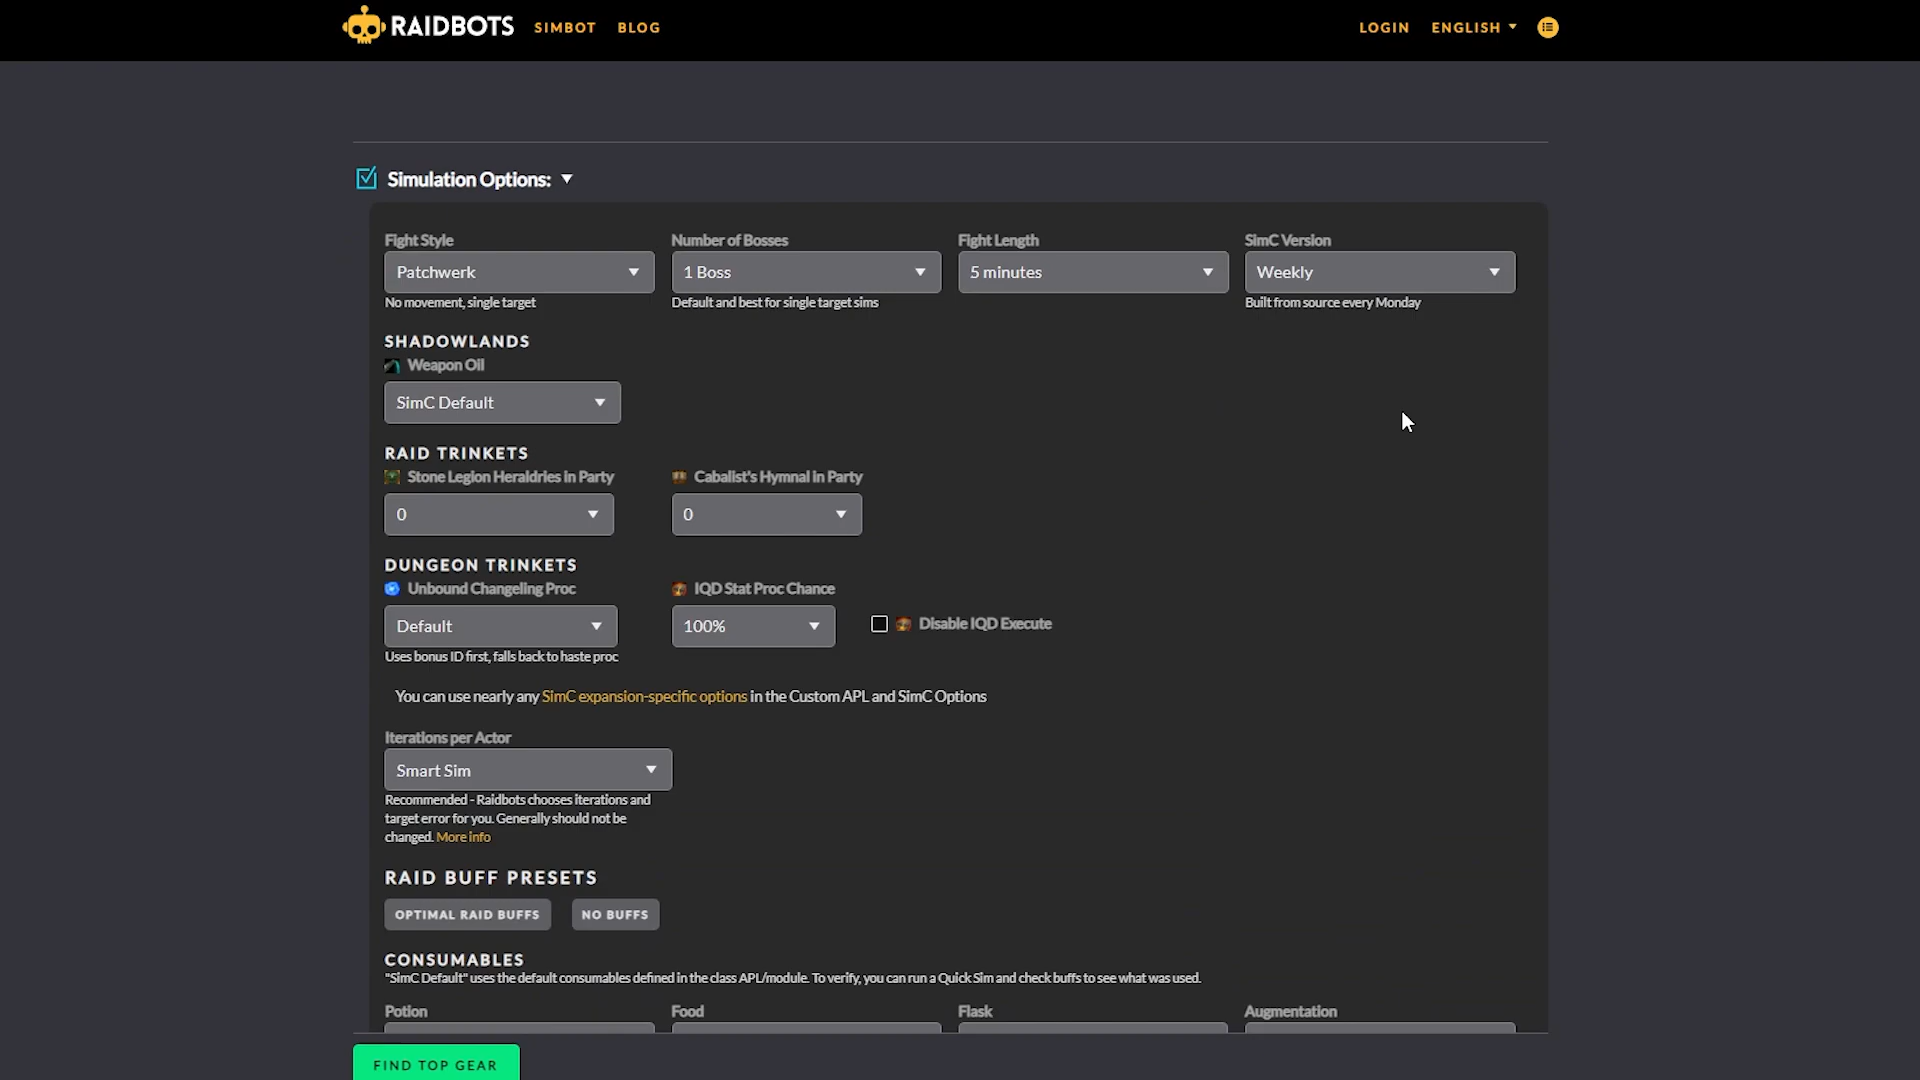 RAIDBOTS SIMBOT BLOG LOGIN ENGLISH
Simulation Options:
Fight Style Number of Bosses Fight Length SimC Version
Patchwerk 1 Boss 5 minutes Weekly
No movement, single target Default and best for single target sims Built from source every Monday
SHADOWLANDS
Weapon Oil
SimC Default
RAID TRINKETS
Stone Legion Heraldries in Party Cabalist's Hymnal in Party
0 0
DUNGEON TRINKETS
Unbound Changeling Proc IQD Stat Proc Chance
Default 100% Disable IQD Execute
Uses bonus ID first, falls back to haste proc
You can use nearly any SimC expansion-specific options in the Custom APL and SimC Options
Iterations per Actor
Smart Sim
Recommended - Raidbots chooses iterations and
target error for you. Generally should not be
changed. More info
RAID BUFF PRESETS
OPTIMAL RAID BUFFS NO BUFFS
CONSUMABLES
"SimC Default" uses the default consumables defined in the class APL/module. To verify, you can run a Quick Sim and check buffs to see what was used.
Potion Food Flask Augmentation
FIND TOP GEAR